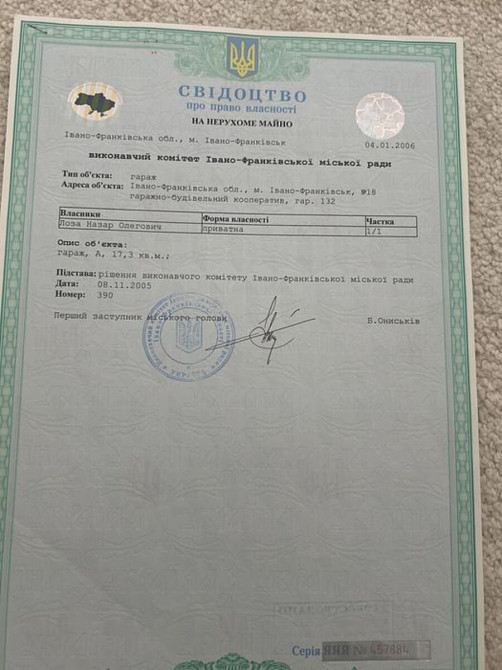 СВІДОЦТВО
про право власності
НА НЕРУХОМЕ МАЙНО
Івано-Франківська обл., м. Івано-Франківськ 04.01.2006
виконавчий комітет Івано-Франківської міської ради
Тип об'єкта: гараж
Адреса об'єкта: Івано-Франківська обл., м. Івано-Франківськ, №18
гаражно-будівельний кооператив, гар. 132
Власники Форма власності Частка
Лоза Назар Олегович приватна 1/1
Опис об'єкта:
гараж, А, 17,3 кв.м.;
Підстава: рішення виконавчого комітету Івано-Франківської міської ради
Дата: 08.11.2005
Номер: 390
Перший заступник міського голови Б.Ониськів
Серія ЯЯЯ №